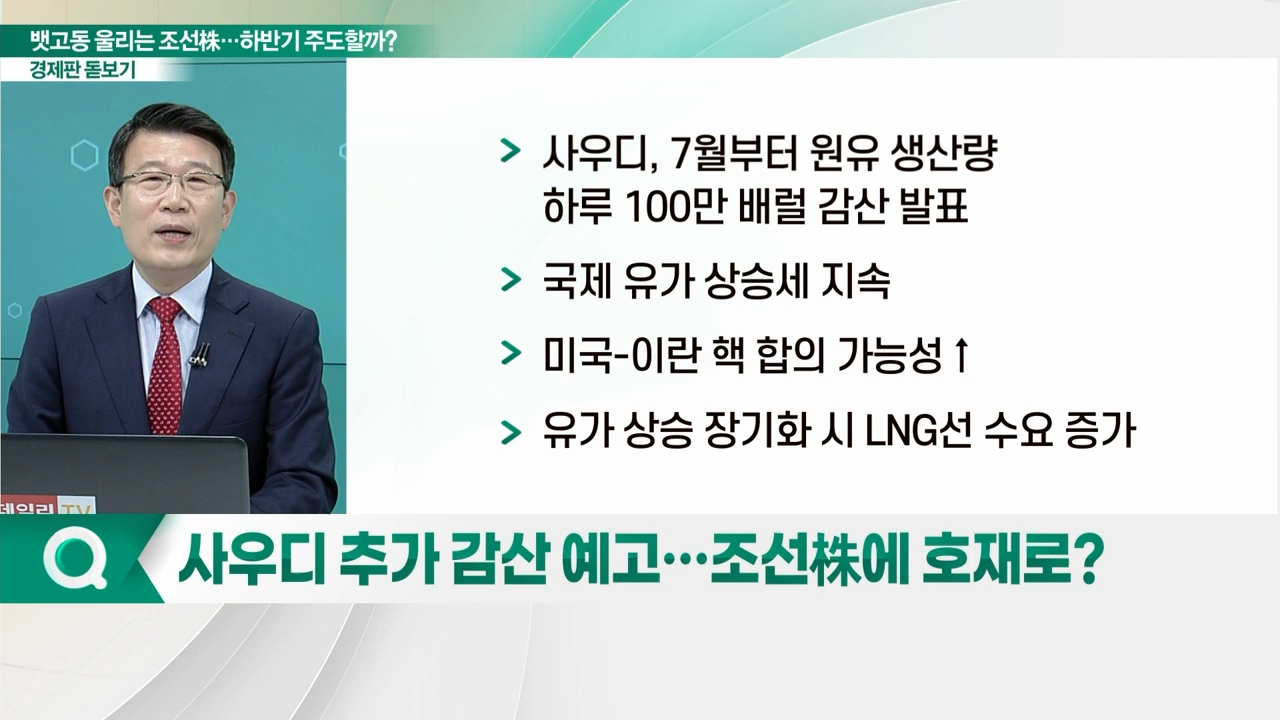 뱃고동 울리는 조선株…하반기 주도할까?
경제판 돋보기
> 사우디, 7월부터 원유 생산량
하루 100만 배럴 감산 발표
> 국제 유가 상승세 지속
> 미국-이란 핵 합의 가능성↑
> 유가 상승 장기화 시 LNG선 수요 증가
데일리 TV
Q 사우디 추가 감산 예고…조선株에 호재로?